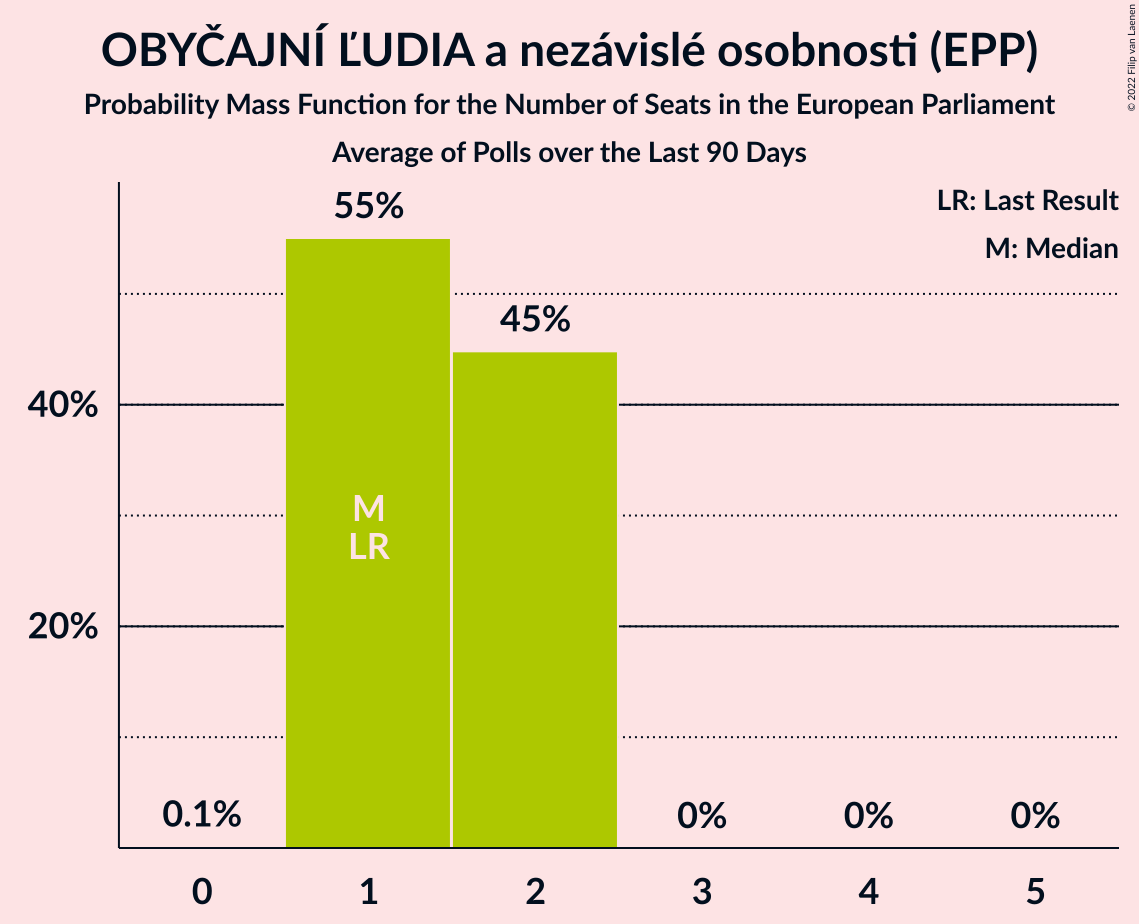 OBYČAJNÍ ĽUDIA a nezávislé osobnosti (EPP)
Probability Mass Function for the Number of Seats in the European Parliament
Average of Polls over the Last 90 Days
© 2022 Filip van Laenen
LR: Last Result
M: Median
55%
45%
40%
M
LR
20%
0.1%
0%
0%
0%
0
1
2
3
4
5